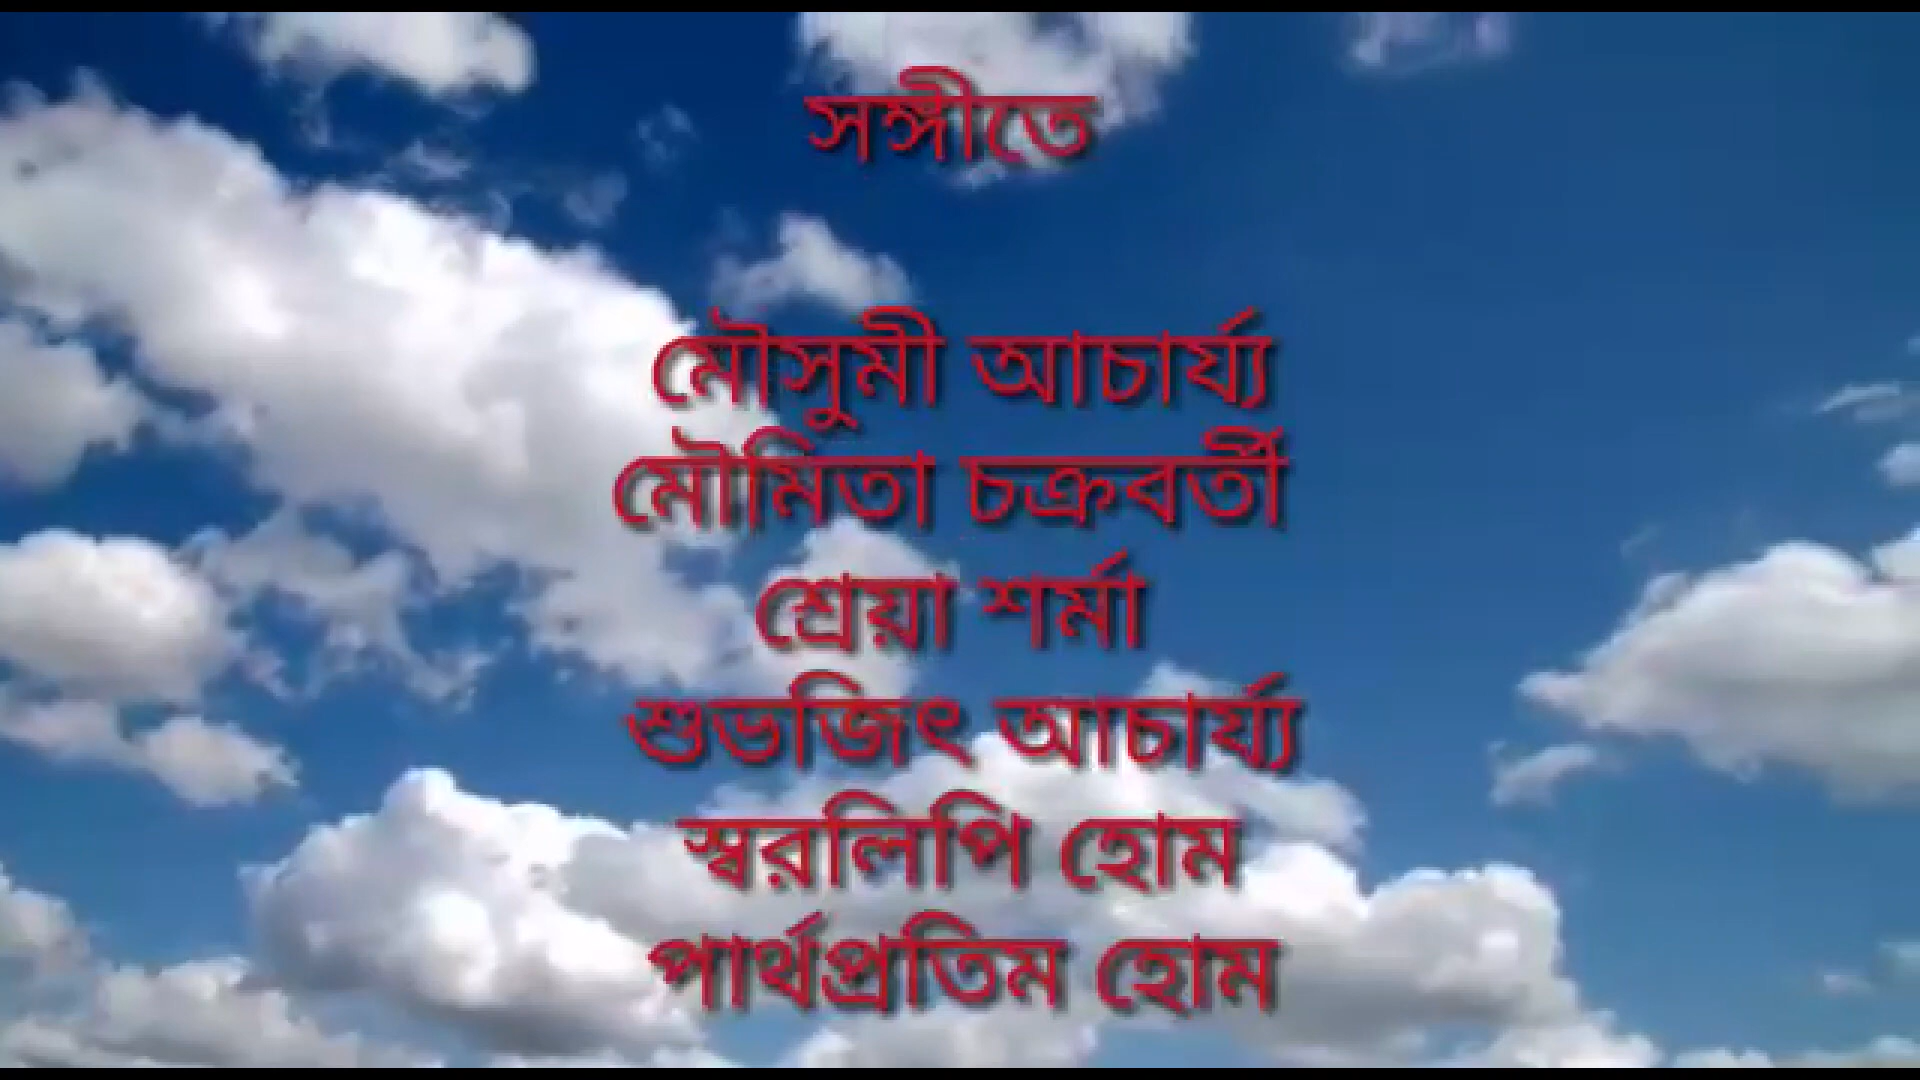 সঙ্গীতে
মৌসুমী আচার্য্য
মৌমিতা চক্রবর্তী
শ্রেয়া শর্মা
শুভজিৎ আচার্য্য
স্বরলিপি হোম
পার্থপ্রতিম হোম